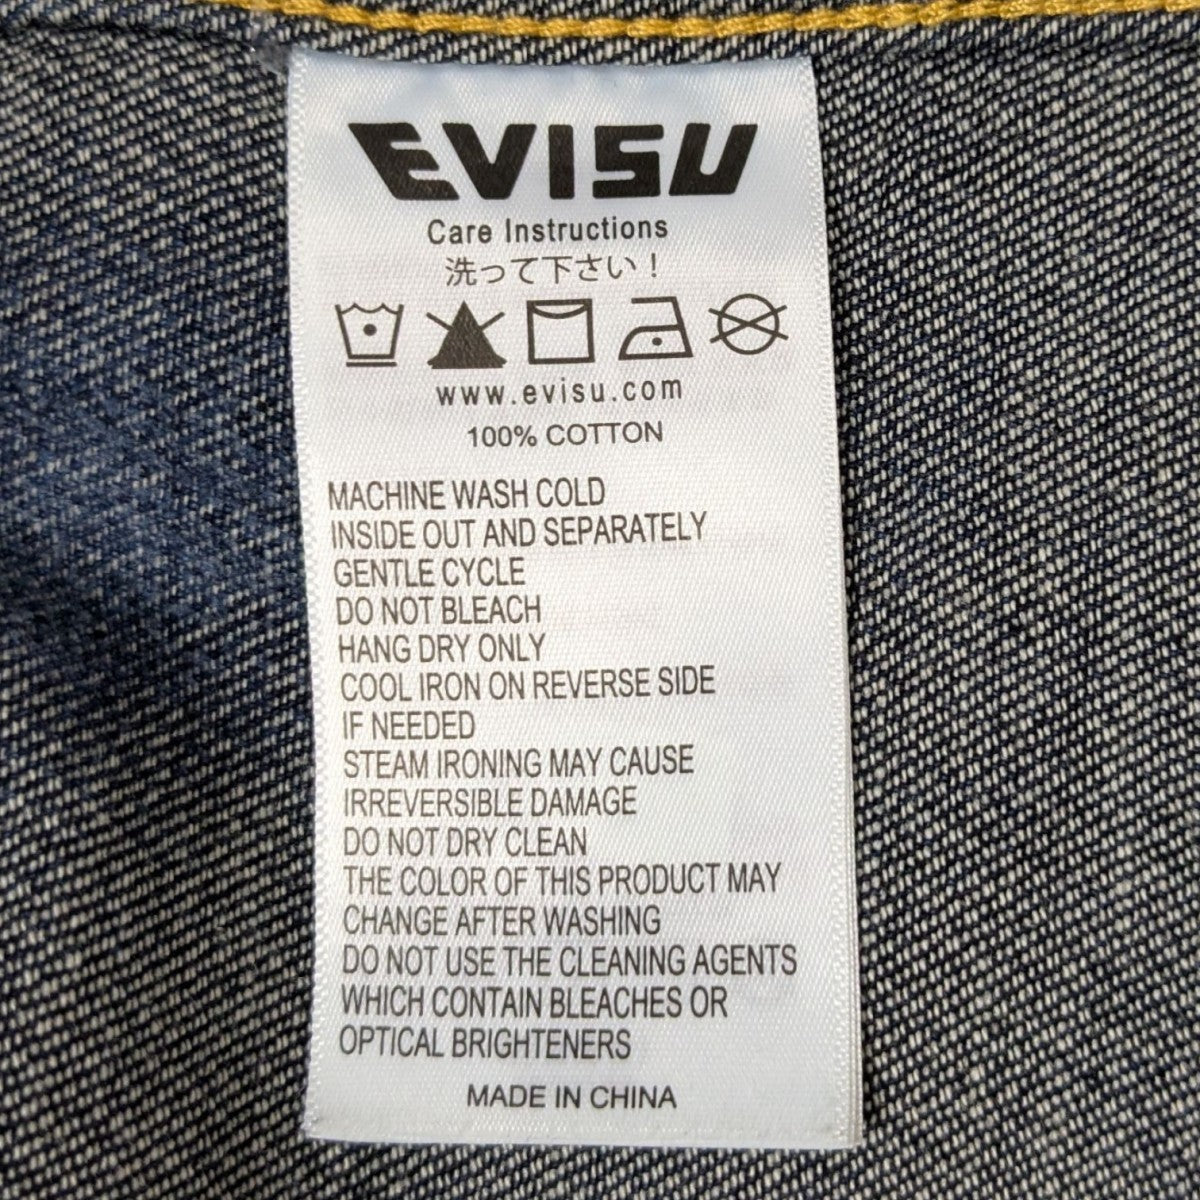 EVISU
Care Instructions
洗って下さい！
www.evisu.com
100% COTTON
MACHINE WASH COLD
INSIDE OUT AND SEPARATELY
GENTLE CYCLE
DO NOT BLEACH
HANG DRY ONLY
COOL IRON ON REVERSE SIDE
IF NEEDED
STEAM IRONING MAY CAUSE
IRREVERSIBLE DAMAGE
DO NOT DRY CLEAN
THE COLOR OF THIS PRODUCT MAY
CHANGE AFTER WASHING
DO NOT USE THE CLEANING AGENTS
WHICH CONTAIN BLEACHES OR
OPTICAL BRIGHTENERS
MADE IN CHINA